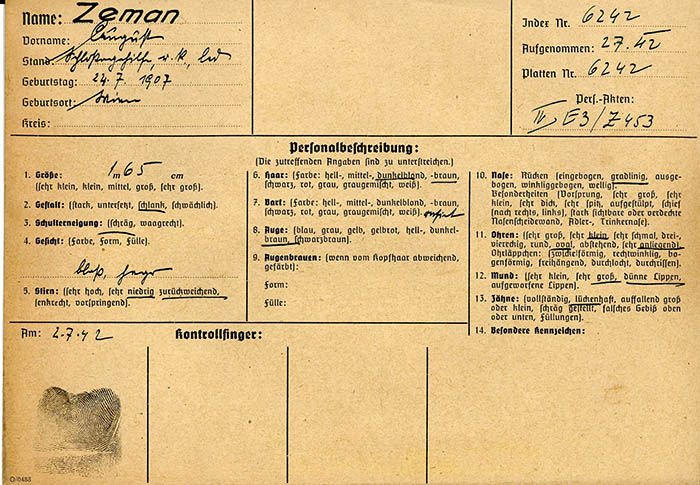 Name: Zeman
Vorname: August
Stand: Schlossergehilfe, r. k., led
Geburtstag: 24. 7. 1907
Geburtsort: Wien
Kreis:
Index Nr. 6242
Aufgenommen: 27.
Platten Nr. 6242
Pers.-Akten:
E3/Z453
Personalbeschreibung:
(Die zutreffenden Angaben sind zu unterstreichen.)
1. Größe: 1 m 65 cm
(sehr klein, klein, mittel, groß, sehr groß).
2. Gestalt: (stark, untersetzt, schlank, schwächlich).
3. Schulterneigung: (schräg, waagrecht).
4. Gesicht: (Farbe, Form, Fülle).
blaß,
5. Stirn: (sehr hoch, sehr niedrig zurückweichend,
senkrecht, vorspringend).
6. Haar: (Farbe: hell-, mittel-, dunkelblond, -braun,
schwarz, rot, grau, graugemischt, weiß).
7. Bart: (Farbe: hell-, mittel-, dunkelblond, -braun,
schwarz, rot, grau, graugemischt, weiß).
8. Auge: (blau, grau, gelb, gelbrot, hell-, dunkel-
braun, schwarzbraun).
9. Augenbrauen: (wenn vom Kopfhaar abweichend,
gefärbt):
Form:
Fülle:
10. Nase: Rücken (eingebogen, gradlinig, ausge-
bogen, winkliggebogen, wellig).
Besonderheiten (Vorsprung, sehr groß, sehr
klein, sehr dick, sehr spitz, aufgestülpt, schief
(nach rechts, links), stark sichtbare oder verdeckte
Nasenscheidewand, Adler-, Trinkernase).
11. Ohren: (sehr groß, sehr klein, sehr schmal, drei-,
viereckig, rund, oval, abstehend, sehr anliegend).
Ohrläppchen: (zwickelförmig, rechtwinklig, bo-
genförmig, freihängend, durchlocht, durchrissen).
12. Mund: (sehr klein, sehr groß, dünne Lippen,
aufgeworfene Lippen).
13. Zähne: (vollständig, lückenhaft, auffallend groß
oder klein, schräg gestellt, falsches Gebiß oben
oder unten, Füllungen).
14. Besondere Kennzeichen:
Am: 2.7.42
Kontrollfinger:
O/0488